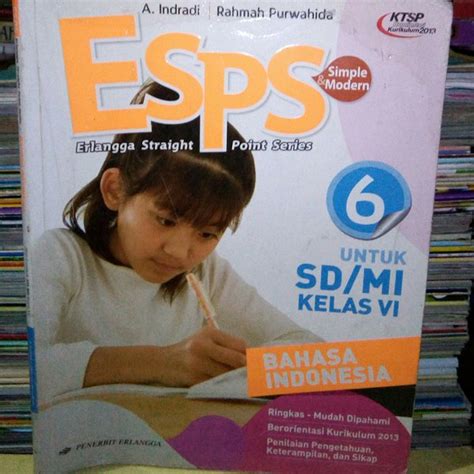 A. Indradi Rahmah Purwahida
KTSP
Kurikulum 2013
ESPS
Simple
& Modern
Erlangga Straight Point Series
6
UNTUK
SD/MI
KELAS VI
BAHASA
INDONESIA
Ringkas - Mudah Dipahami
Berorientasi Kurikulum 2013
Penilaian Pengetahuan,
Keterampilan, dan Sikap
PENERBIT ERLANGGA